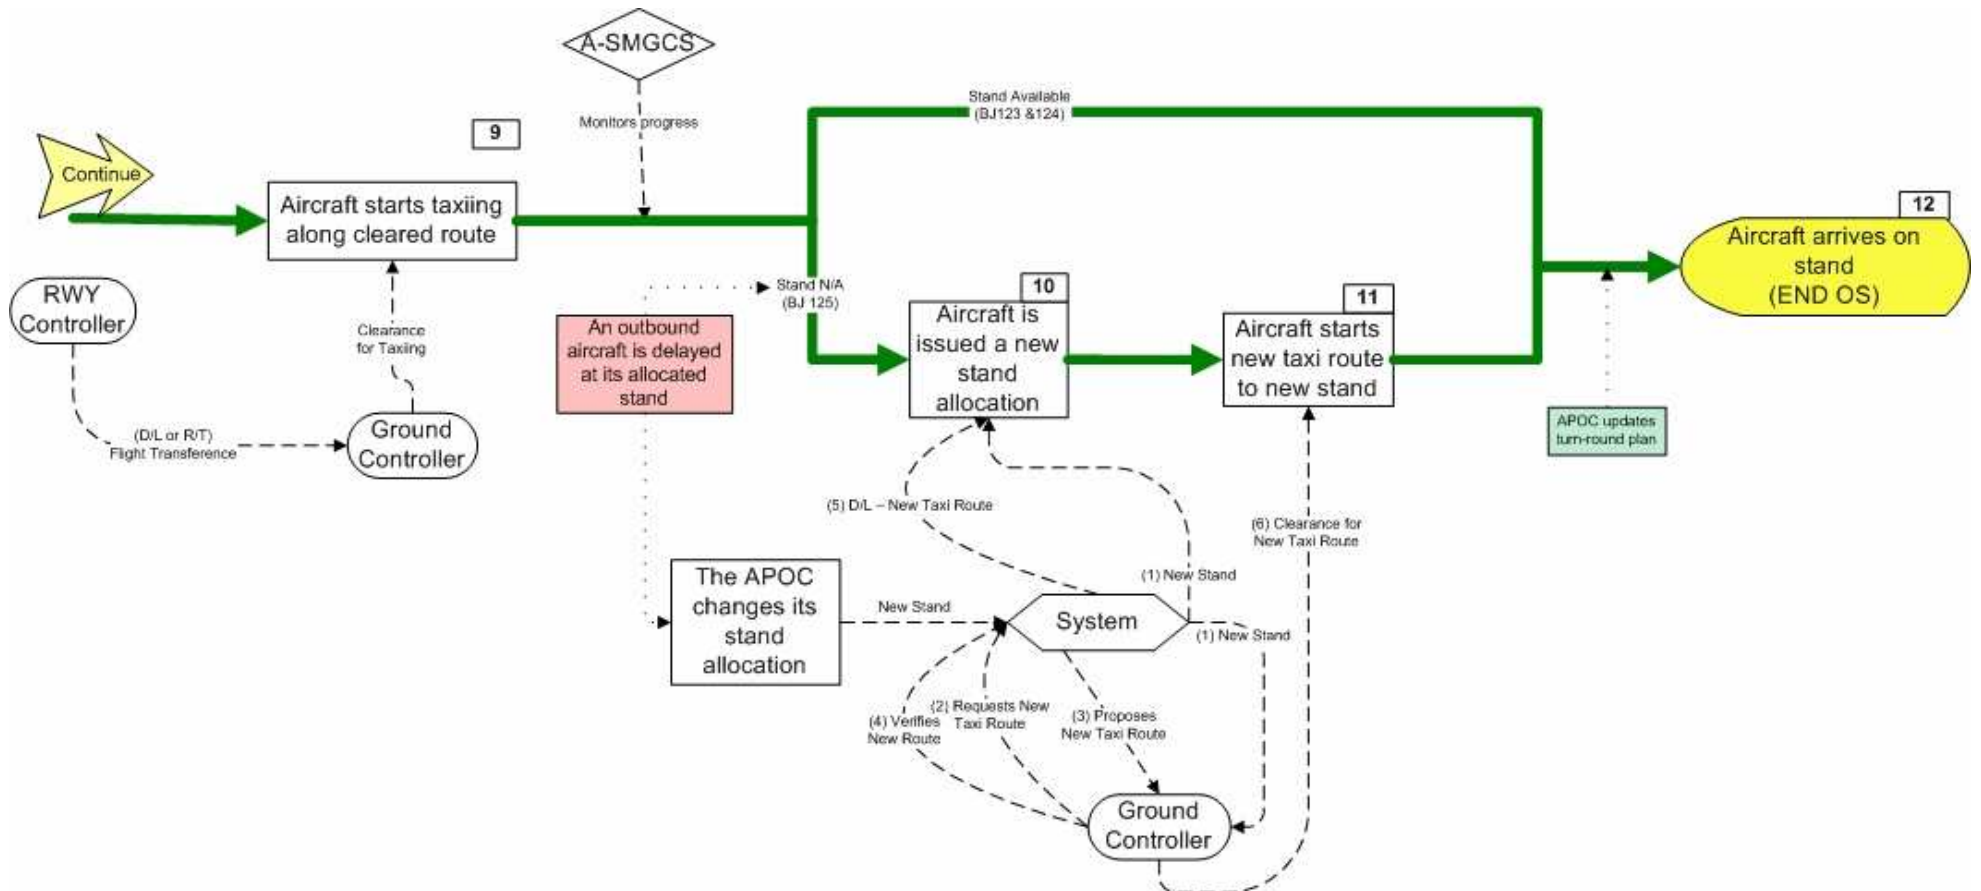 A-SMGCS
Monitors progress
9
Continue
Aircraft starts taxiing
along cleared route
Stand Available
(BJ123 &124)
12
Aircraft arrives on
stand
(END OS)
RWY
Controller
Clearance
for Taxiing
(D/L or R/T)
Flight Transference
Ground
Controller
Stand N/A
(BJ 125)
An outbound
aircraft is delayed
at its allocated
stand
10
Aircraft is
issued a new
stand
allocation
11
Aircraft starts
new taxi route
to new stand
APOC updates
turn-round plan
(5) D/L – New Taxi Route
(1) New Stand
(6) Clearance for
New Taxi Route
The APOC
changes its
stand
allocation
New Stand
System
(1) New Stand
(4) Verifies
New Route
(2) Requests New
Taxi Route
(3) Proposes
New Taxi Route
Ground
Controller